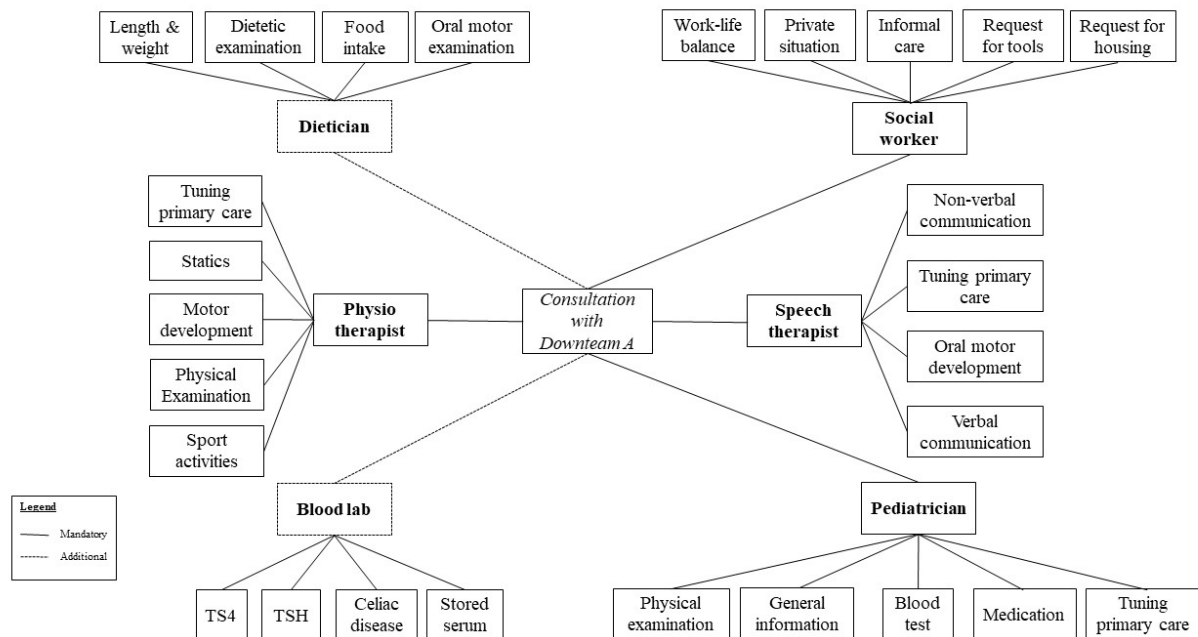 Length &
weight
Dietetic
examination
Food
intake
Oral motor
examination
Work-life
balance
Private
situation
Informal
care
Request
for tools
Request for
housing
Dietician
Social
worker
Tuning
primary care
Statics
Motor
development
Physical
Examination
Sport
activities
Physio
therapist
Consultation
with
Downteam A
Speech
therapist
Non-verbal
communication
Tuning primary
care
Oral motor
development
Verbal
communication
Blood lab
Pediatrician
Legend
Mandatory
Additional
TS4
TSH
Celiac
disease
Stored
serum
Physical
examination
General
information
Blood
test
Medication
Tuning
primary care